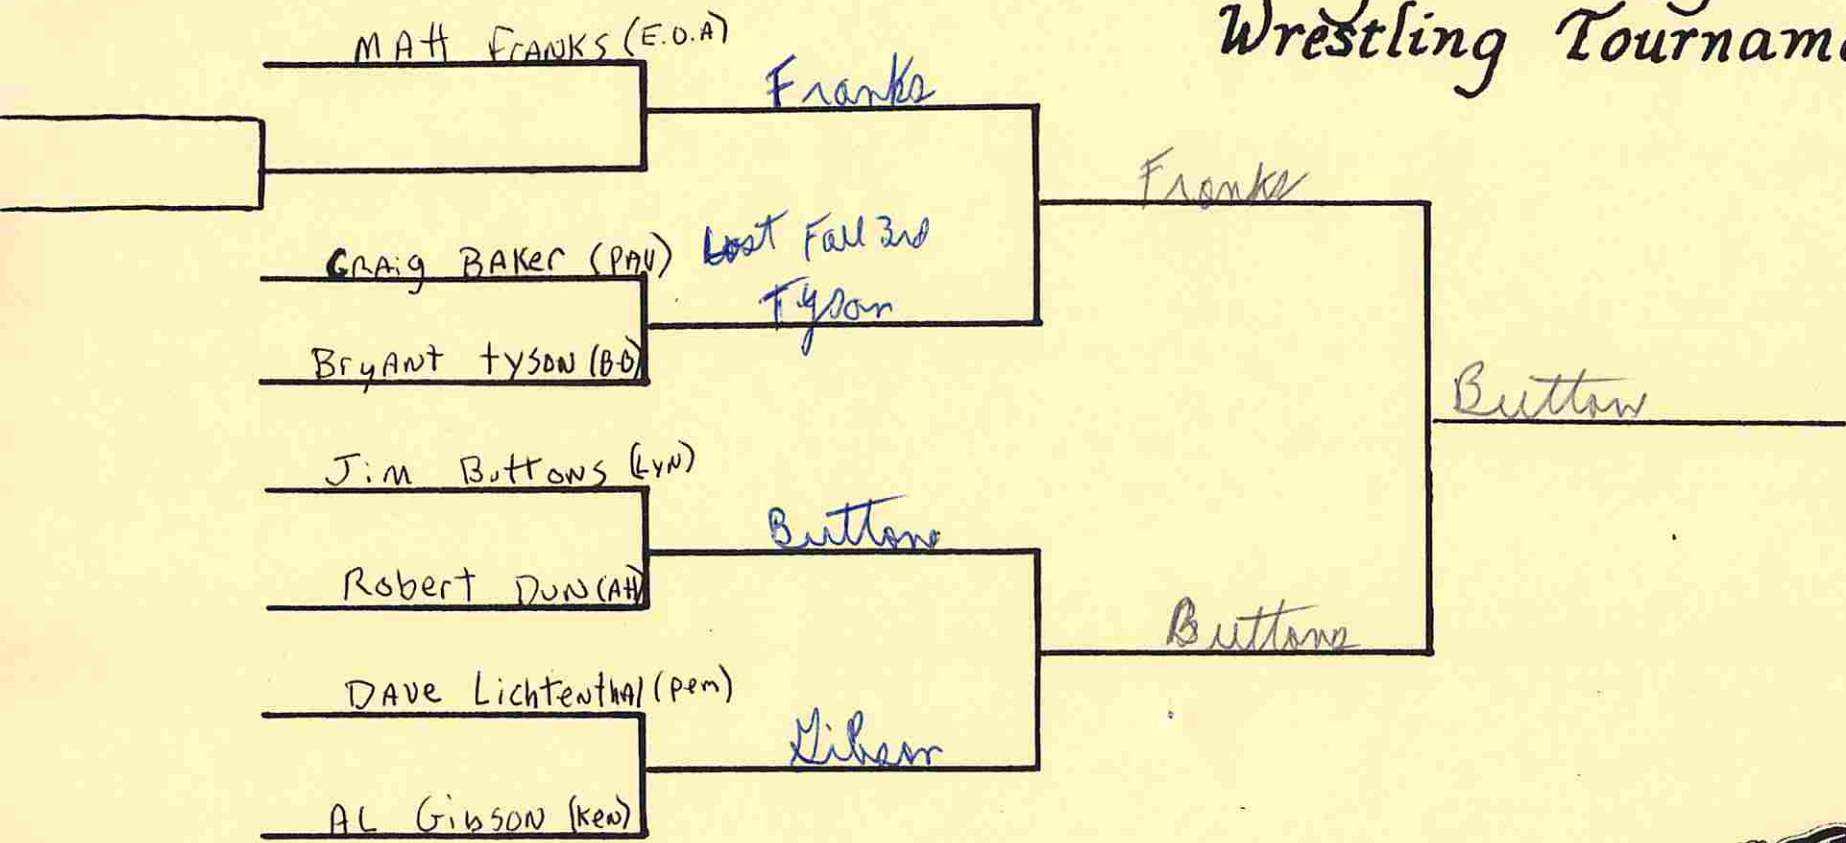 Wrestling Tournam
MAtt FrANKS (E.O.A)
Franks
Franks
CRAig BAKer (PAV)
Lost Fall 3rd
Tyson
BryANt tySON (BB)
Button
Jim ButtONS (LyN)
Buttons
Robert DUN (AH)
Buttons
DAve LichteNthAl (pem)
Gibson
AL GibSON (KeN)